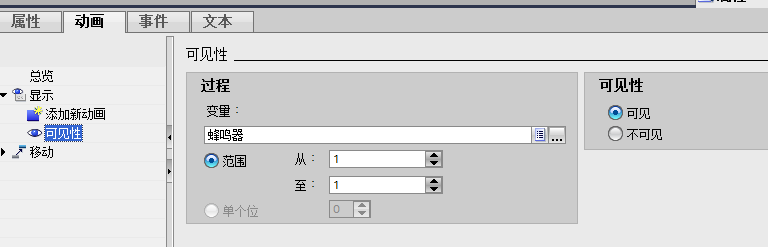 属性 动画 事件 文本
可见性
总览
显示
添加新动画
可见性
移动
过程
变量：
蜂鸣器
...
范围 从： 1
至： 1
单个位 0
可见性
可见
不可见